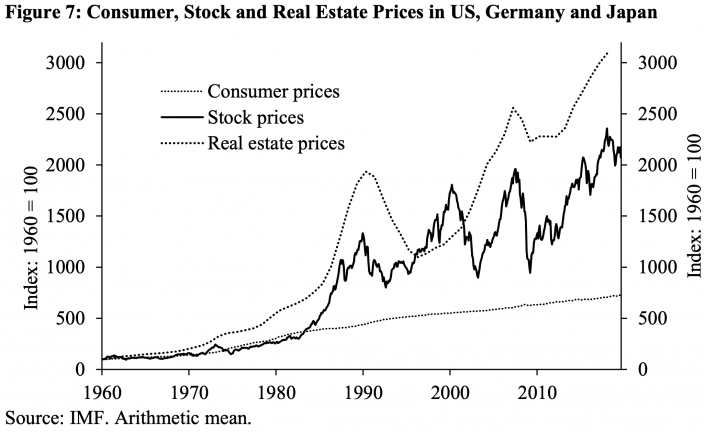 Figure 7: Consumer, Stock and Real Estate Prices in US, Germany and Japan
3000
2500
2000
1500
1000
500
0
Index: 1960 = 100
Consumer prices
Stock prices
Real estate prices
3000
2500
2000
1500
1000
500
0
Index: 1960 = 100
1960 1970 1980 1990 2000 2010
Source: IMF. Arithmetic mean.